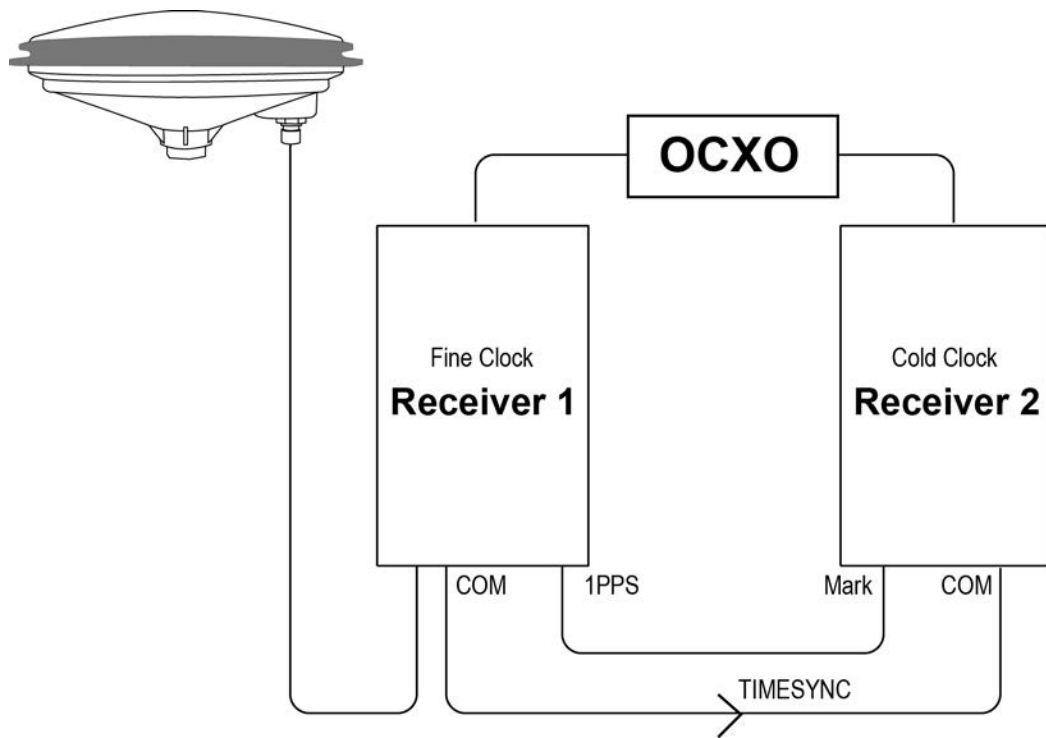 OCXO
Fine Clock
Receiver 1
Cold Clock
Receiver 2
COM
1PPS
Mark
COM
TIMESYNC